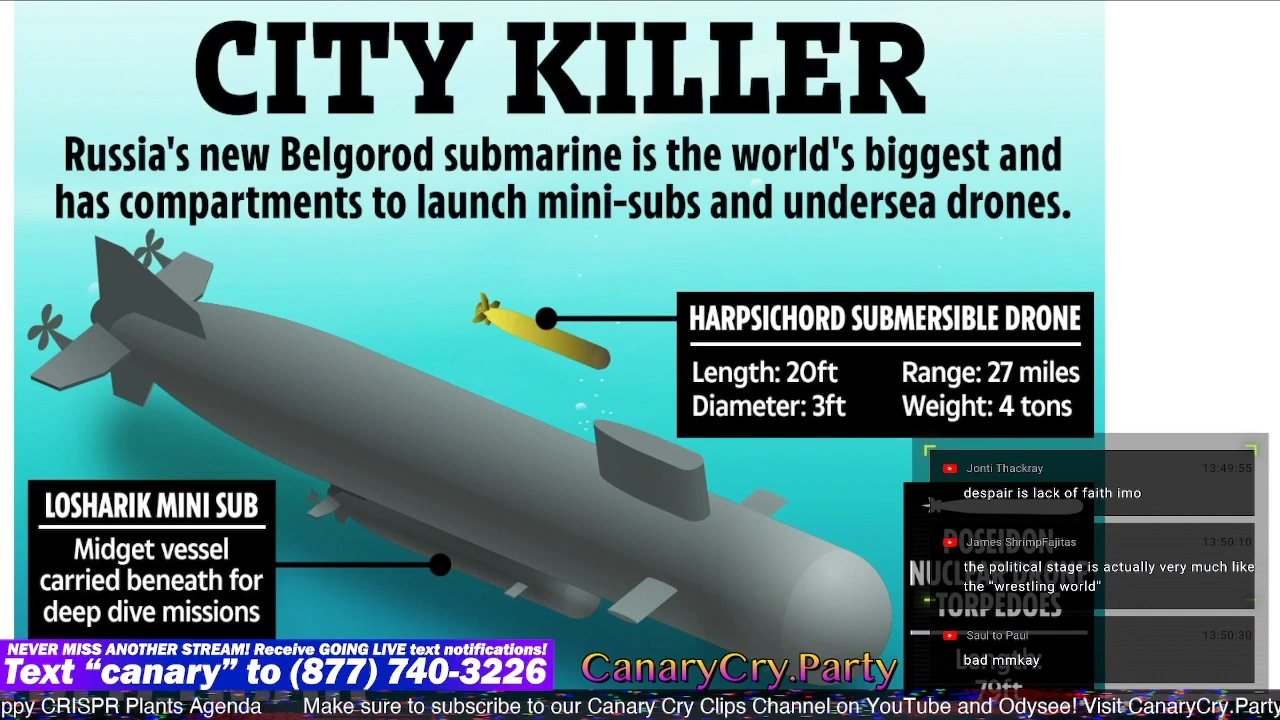 CITY KILLER
Russia's new Belgorod submarine is the world's biggest and
has compartments to launch mini-subs and undersea drones.
HARPSICHORD SUBMERSIBLE DRONE
Length: 20ft Range: 27 miles
Diameter: 3ft Weight: 4 tons
LOSHARIK MINI SUB
Midget vessel
carried beneath for
deep dive missions
POSEIDON
NUCLEAR DRONE
TORPEDOES
Length:
79ft
Jonti Thackray 13:49:55
despair is lack of faith imo
James ShrimpFajitas 13:50:10
the political stage is actually very much like
the "wrestling world"
Saul to Paul 13:50:30
bad mmkay
NEVER MISS ANOTHER STREAM! Receive GOING LIVE text notifications!
Text “canary” to (877) 740-3226
CanaryCry.Party
ppy CRISPR Plants Agenda Make sure to subscribe to our Canary Cry Clips Channel on YouTube and Odysee! Visit CanaryCry.Party